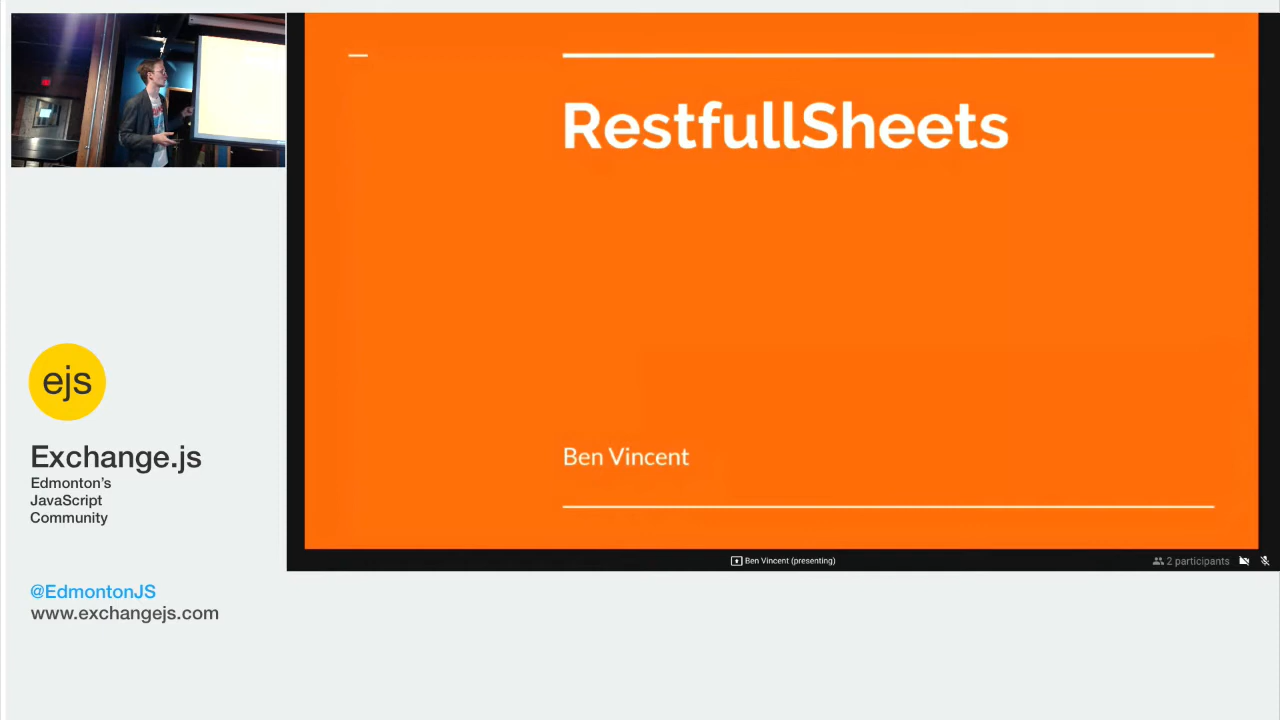 RestfullSheets
Ben Vincent
ejs
Exchange.js
Edmonton's
JavaScript
Community
@EdmontonJS
www.exchangejs.com
Ben Vincent (presenting)
2 participants